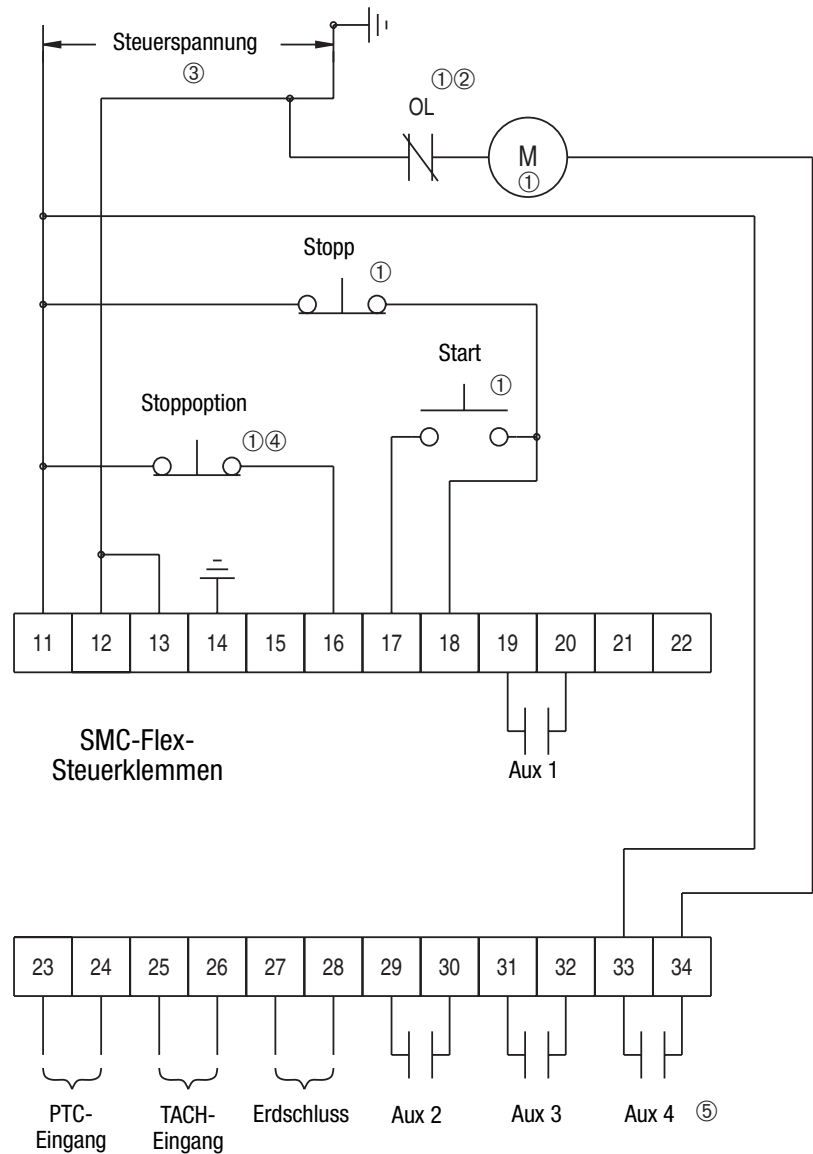 Steuerspannung
③
①②
OL
M
①
Stopp
①
Start
①
Stoppoption
①④
11 12 13 14 15 16 17 18 19 20 21 22
SMC-Flex-
Steuerklemmen
Aux 1
23 24 25 26 27 28 29 30 31 32 33 34
PTC-
Eingang
TACH-
Eingang
Erdschluss
Aux 2
Aux 3
Aux 4 ⑤